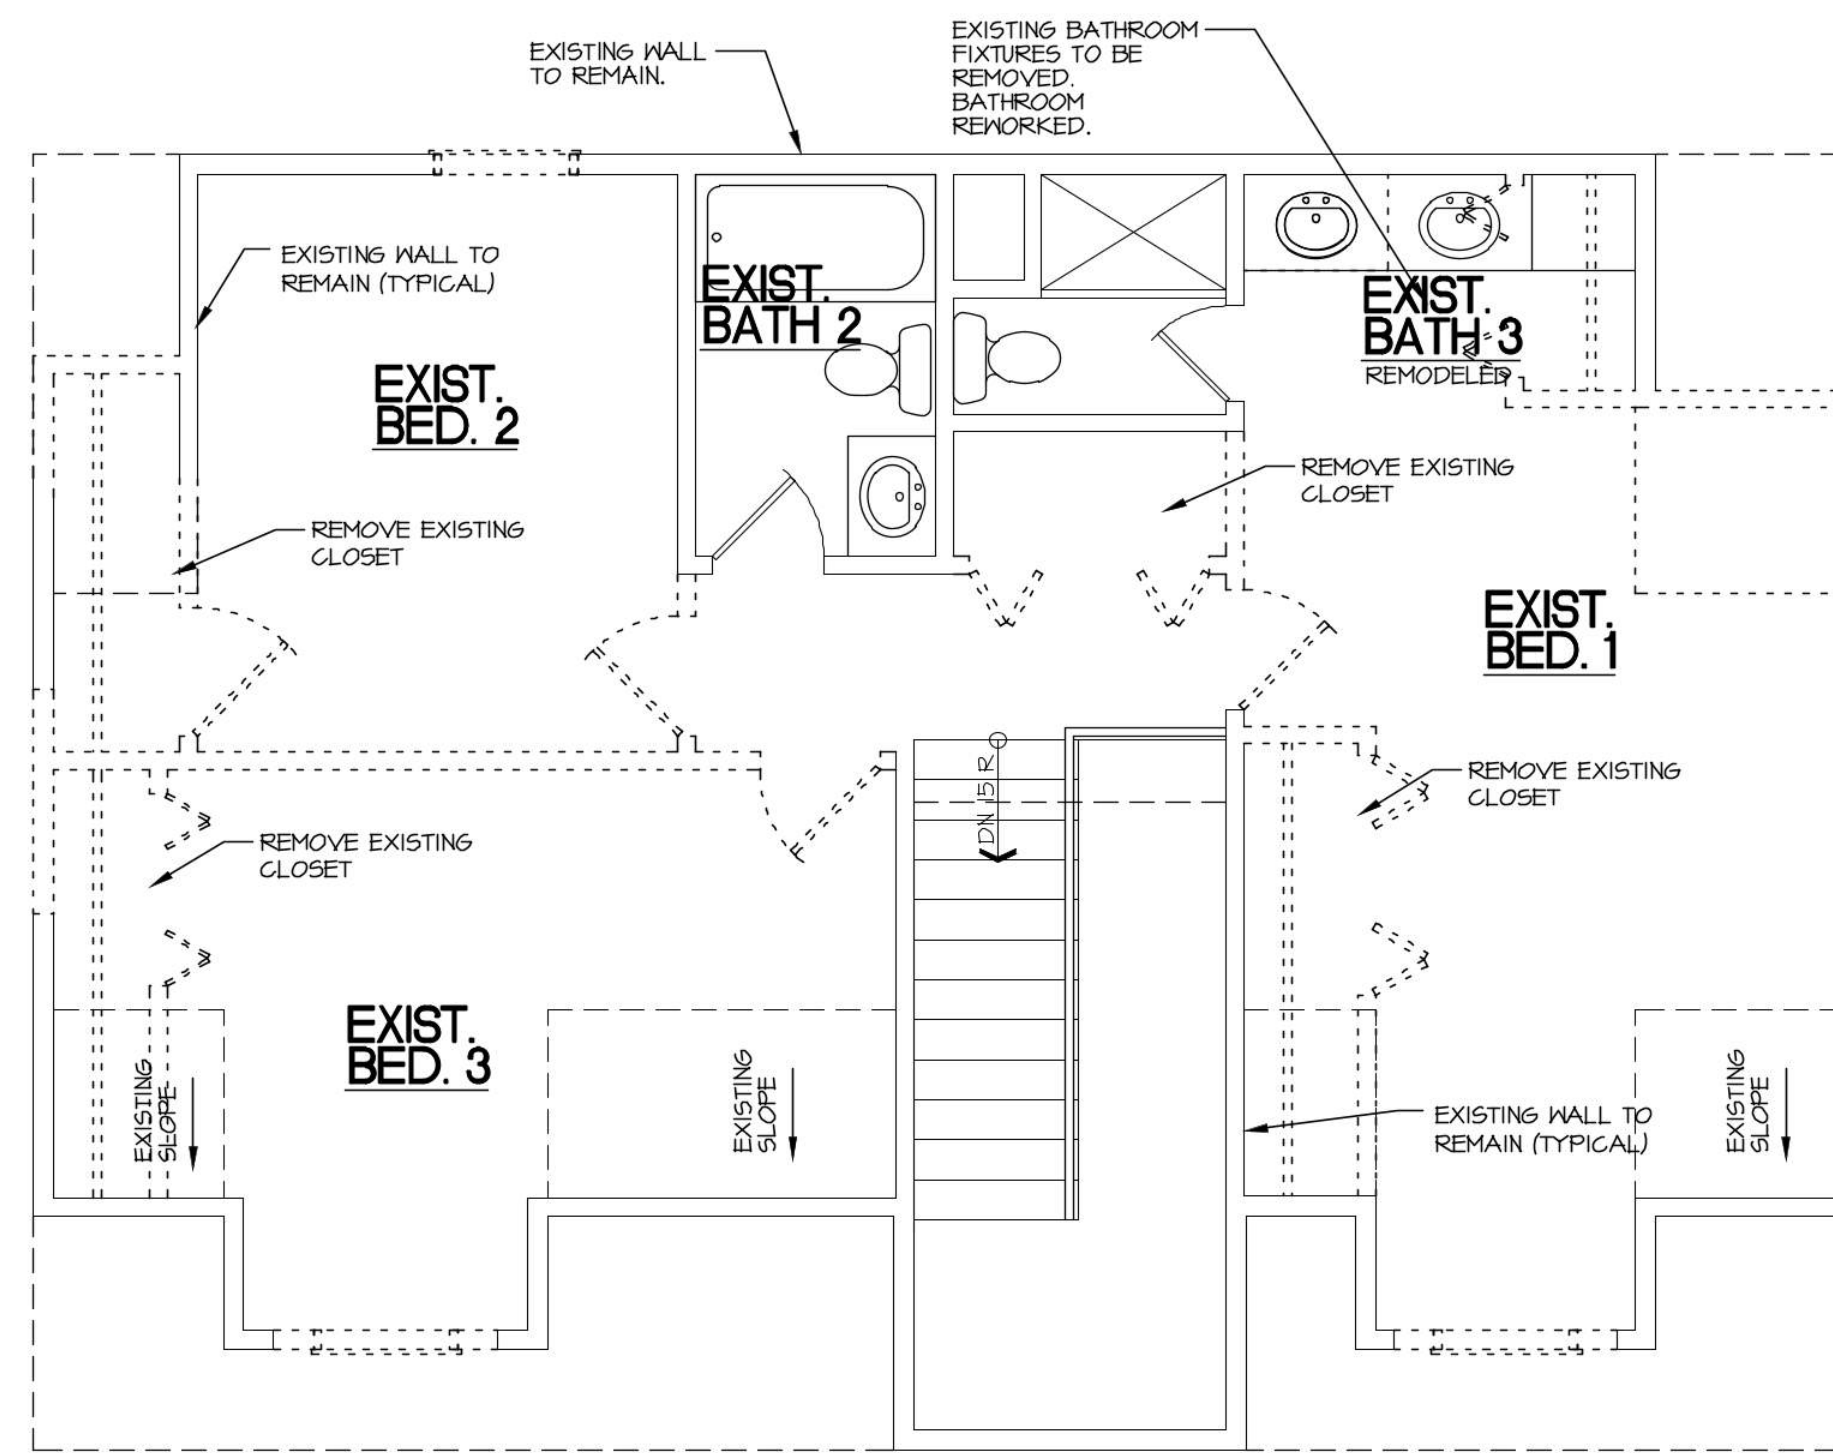 EXISTING WALL
TO REMAIN.
EXISTING BATHROOM
FIXTURES TO BE
REMOVED.
BATHROOM
REWORKED.
EXISTING WALL TO
REMAIN (TYPICAL)
EXIST.
BATH 2
EXIST.
BATH 3
REMODELED
EXIST.
BED. 2
REMOVE EXISTING
CLOSET
REMOVE EXISTING
CLOSET
EXIST.
BED. 1
DN 15 R
REMOVE EXISTING
CLOSET
REMOVE EXISTING
CLOSET
EXIST.
BED. 3
EXISTING
SLOPE
EXISTING
SLOPE
EXISTING WALL TO
REMAIN (TYPICAL)
EXISTING
SLOPE